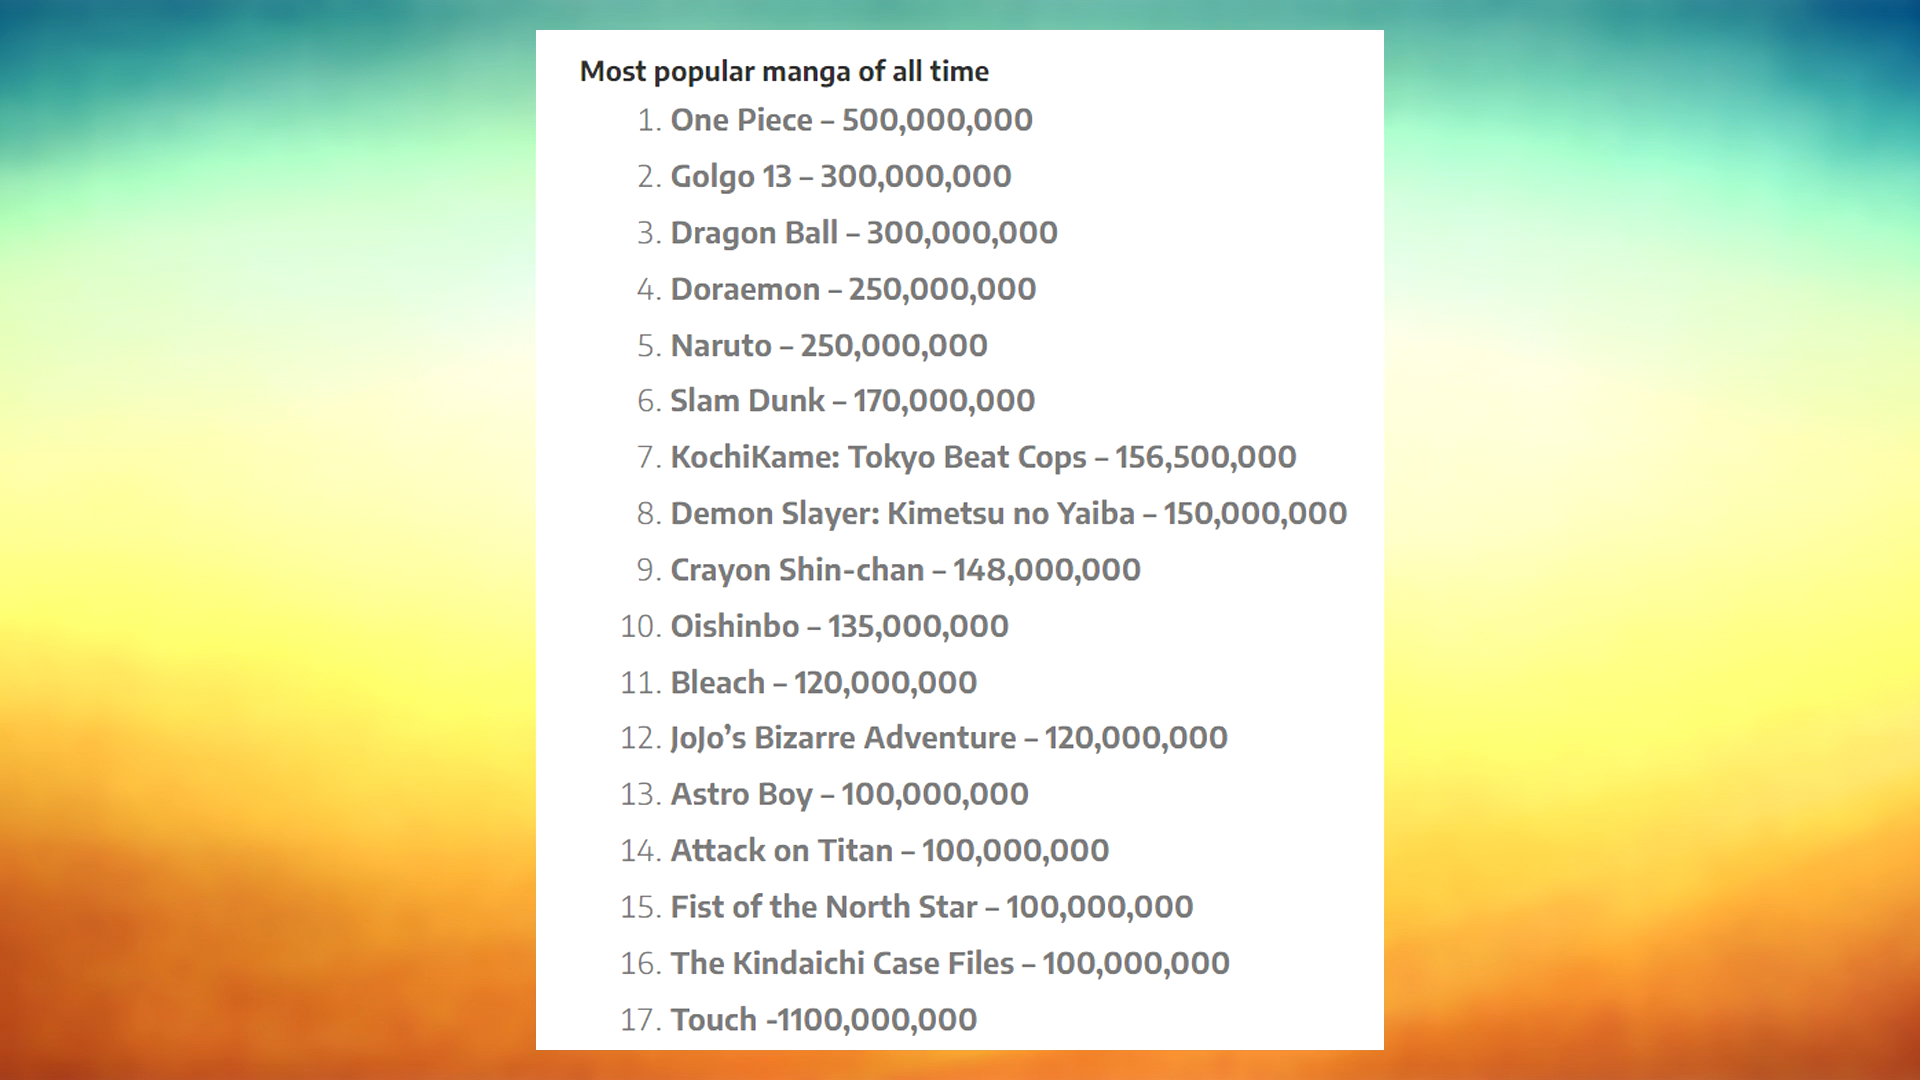 Most popular manga of all time
1. One Piece – 500,000,000
2. Golgo 13 – 300,000,000
3. Dragon Ball – 300,000,000
4. Doraemon – 250,000,000
5. Naruto – 250,000,000
6. Slam Dunk – 170,000,000
7. KochiKame: Tokyo Beat Cops – 156,500,000
8. Demon Slayer: Kimetsu no Yaiba – 150,000,000
9. Crayon Shin-chan – 148,000,000
10. Oishinbo – 135,000,000
11. Bleach – 120,000,000
12. JoJo’s Bizarre Adventure – 120,000,000
13. Astro Boy – 100,000,000
14. Attack on Titan – 100,000,000
15. Fist of the North Star – 100,000,000
16. The Kindaichi Case Files – 100,000,000
17. Touch -1100,000,000